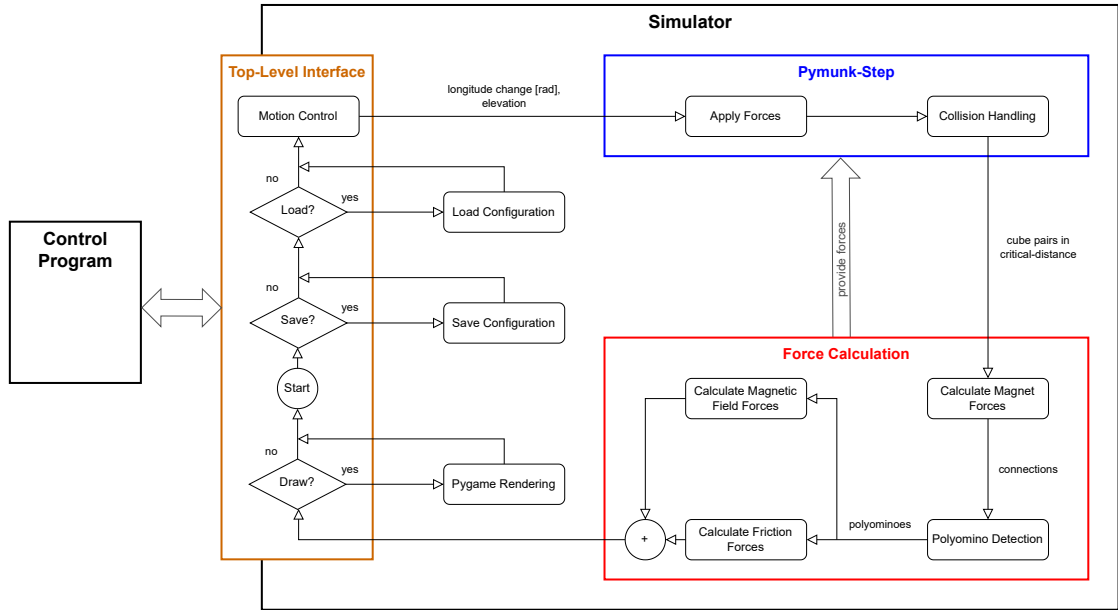 Simulator
Top-Level Interface
Pymunk-Step
longitude change [rad],
elevation
Motion Control
Apply Forces
Collision Handling
no
yes
Load?
Load Configuration
Control
Program
provide forces
cube pairs in
critical-distance
no
yes
Save?
Save Configuration
Force Calculation
Start
Calculate Magnetic
Field Forces
Calculate Magnet
Forces
no
yes
Draw?
Pygame Rendering
connections
polyominoes
+
Calculate Friction
Forces
Polyomino Detection